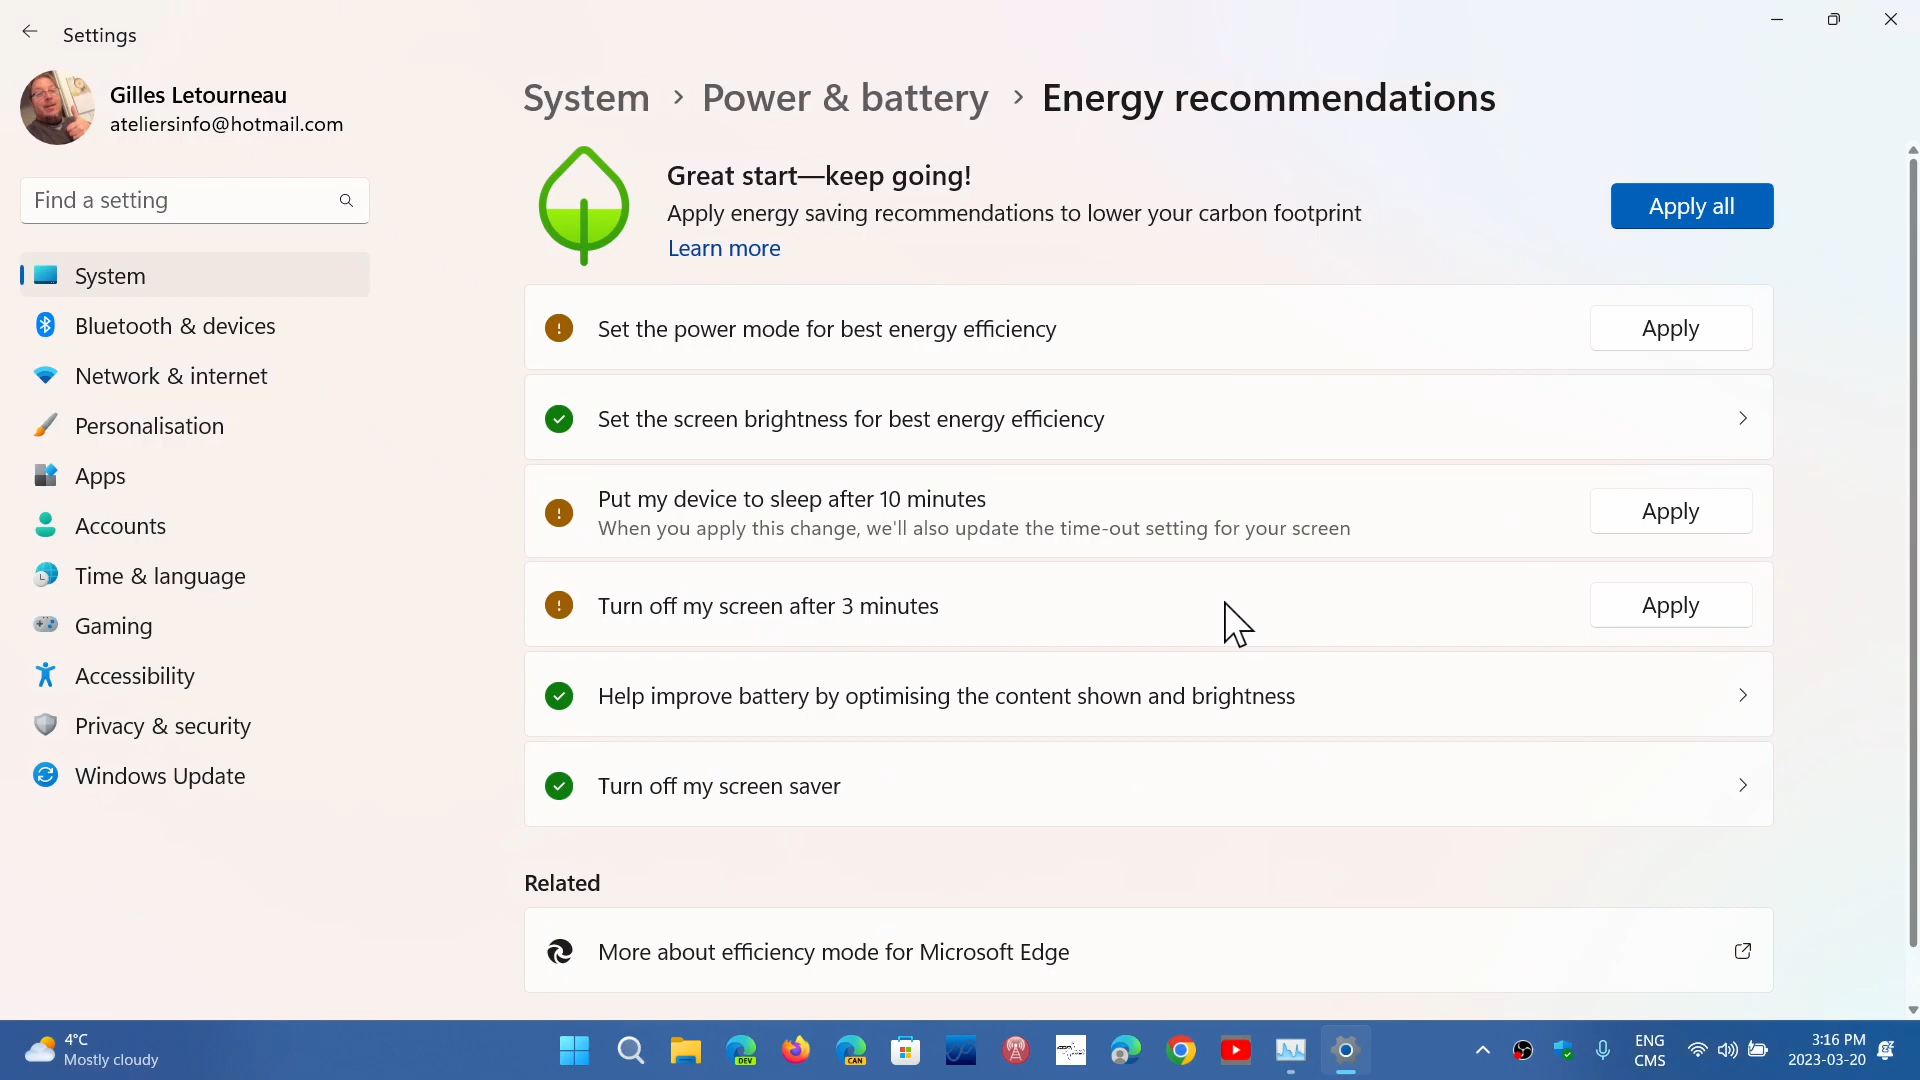 Settings
Gilles Letourneau
ateliersinfo@hotmail.com
Find a setting
System
Bluetooth & devices
Network & internet
Personalisation
Apps
Accounts
Time & language
Gaming
Accessibility
Privacy & security
Windows Update
System > Power & battery > Energy recommendations
Great start—keep going!
Apply energy saving recommendations to lower your carbon footprint
Learn more
Apply all
Set the power mode for best energy efficiency
Apply
Set the screen brightness for best energy efficiency
Put my device to sleep after 10 minutes
When you apply this change, we'll also update the time-out setting for your screen
Apply
Turn off my screen after 3 minutes
Apply
Help improve battery by optimising the content shown and brightness
Turn off my screen saver
Related
More about efficiency mode for Microsoft Edge
4°C
Mostly cloudy
DEV
CAN
ENG
CMS
3:16 PM
2023-03-20